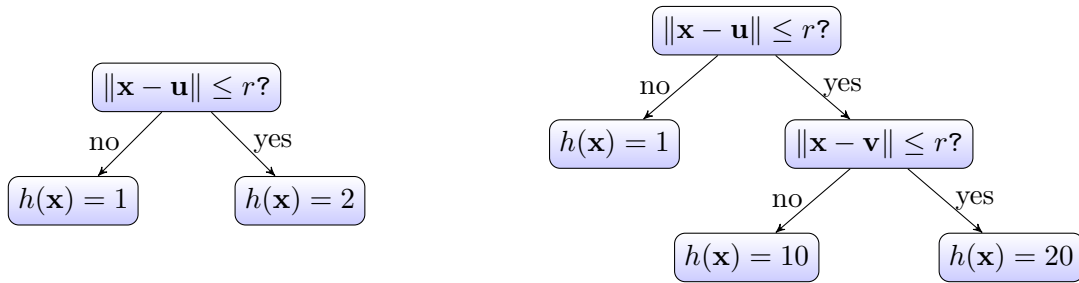 ‖x − u‖ ≤ r?
no
yes
h(x) = 1
h(x) = 2
‖x − u‖ ≤ r?
no
yes
h(x) = 1
‖x − v‖ ≤ r?
no
yes
h(x) = 10
h(x) = 20